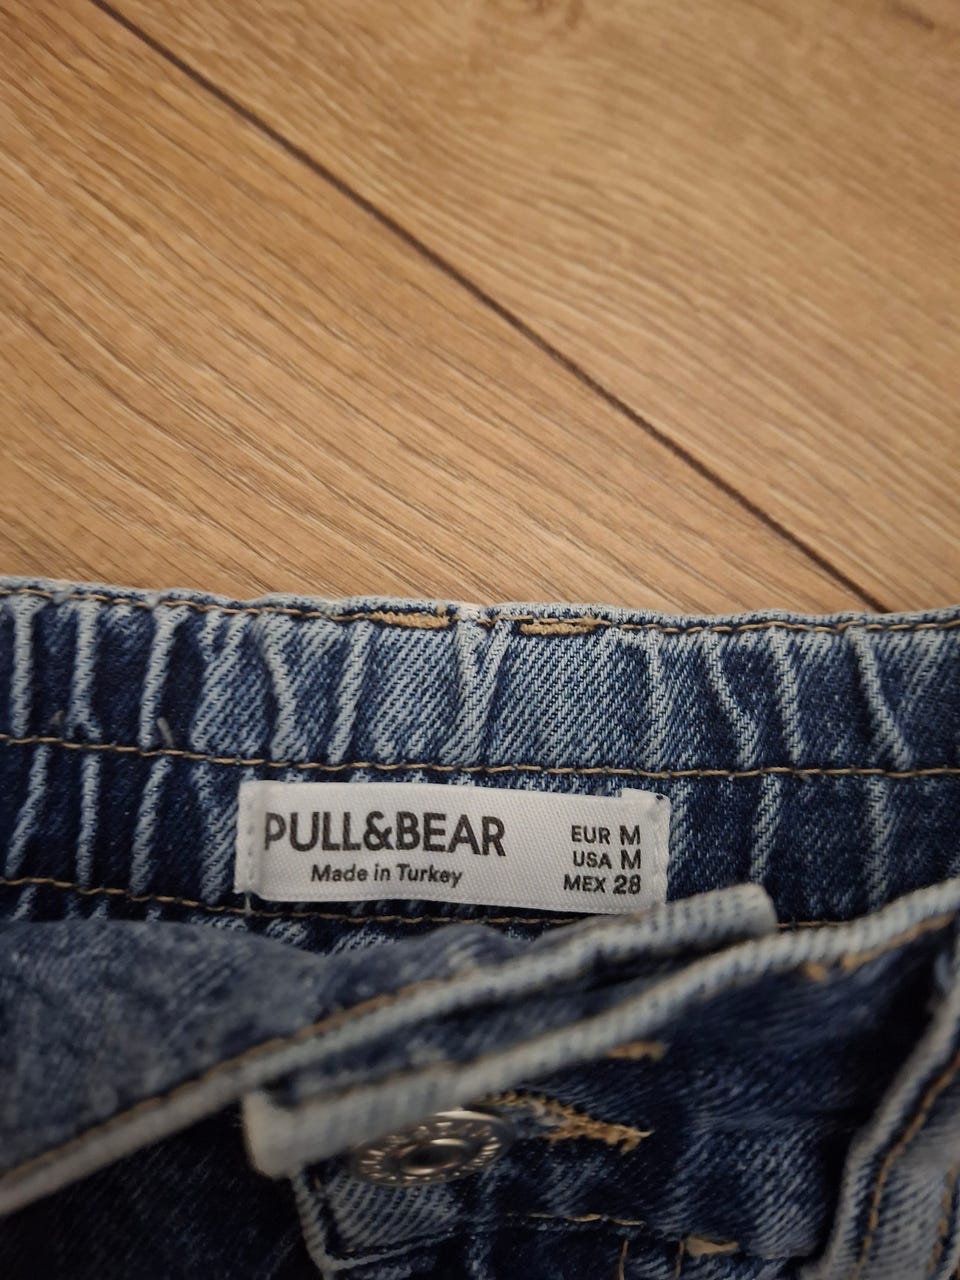 PULL&BEAR
Made in Turkey
EUR M
USA M
MEX 28